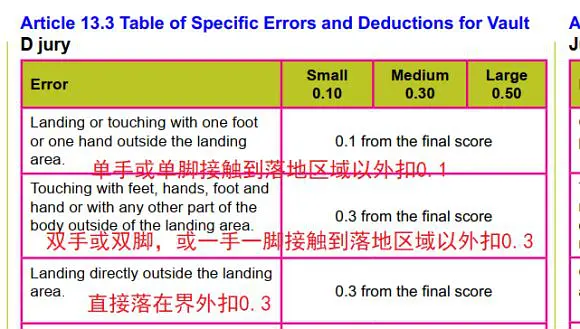 Article 13.3 Table of Specific Errors and Deductions for Vault
D jury
Error
Small
0.10
Medium
0.30
Large
0.50
Landing or touching with one foot
or one hand outside the landing
area.
0.1 from the final score
单手或单脚接触到落地区域以外扣0.1
Touching with feet, hands, foot and
hand or with any other part of the
body outside of the landing area.
0.3 from the final score
双手或双脚，或一手一脚接触到落地区域以外扣0.3
Landing directly outside the landing
area.
0.3 from the final score
直接落在界外扣0.3